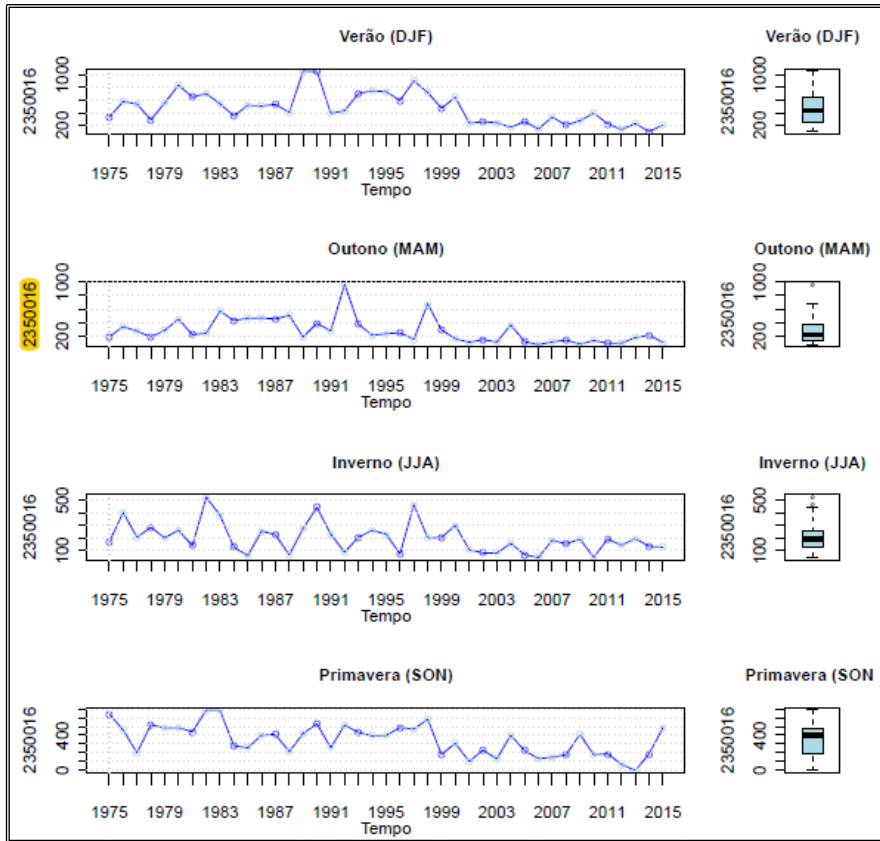 Verão (DJF)
Verão (DJF)
2350016
200 1000
1975 1979 1983 1987 1991 1995 1999 2003 2007 2011 2015
Tempo
2350016
200 1000
Outono (MAM)
Outono (MAM)
2350016
200 1000
1975 1979 1983 1987 1991 1995 1999 2003 2007 2011 2015
Tempo
2350016
200 1000
Inverno (JJA)
Inverno (JJA)
2350016
100 500
1975 1979 1983 1987 1991 1995 1999 2003 2007 2011 2015
Tempo
2350016
100 500
Primavera (SON)
Primavera (SON
2350016
0 400
1975 1979 1983 1987 1991 1995 1999 2003 2007 2011 2015
Tempo
2350016
0 400